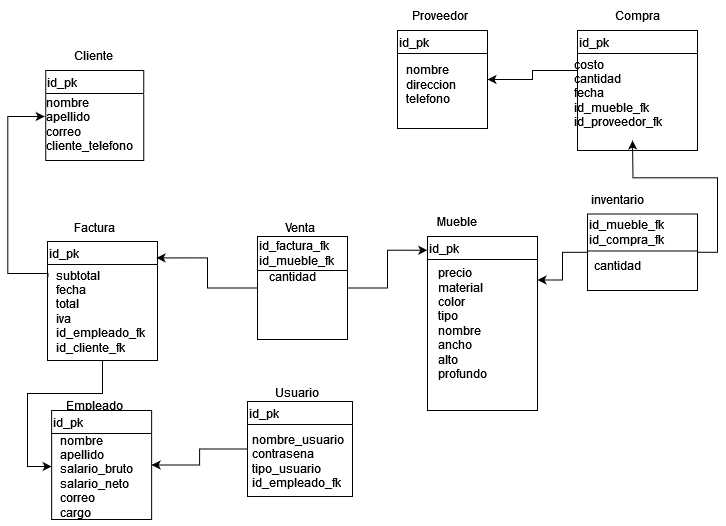 Proveedor
id_pk
nombre
direccion
telefono
Compra
id_pk
costo
cantidad
fecha
id_mueble_fk
id_proveedor_fk
Cliente
id_pk
nombre
apellido
correo
cliente_telefono
Factura
id_pk
subtotal
fecha
total
iva
id_empleado_fk
id_cliente_fk
Venta
id_factura_fk
id_mueble_fk
cantidad
Mueble
id_pk
precio
material
color
tipo
nombre
ancho
alto
profundo
inventario
id_mueble_fk
id_compra_fk
cantidad
Empleado
id_pk
nombre
apellido
salario_bruto
salario_neto
correo
cargo
Usuario
id_pk
nombre_usuario
contrasena
tipo_usuario
id_empleado_fk